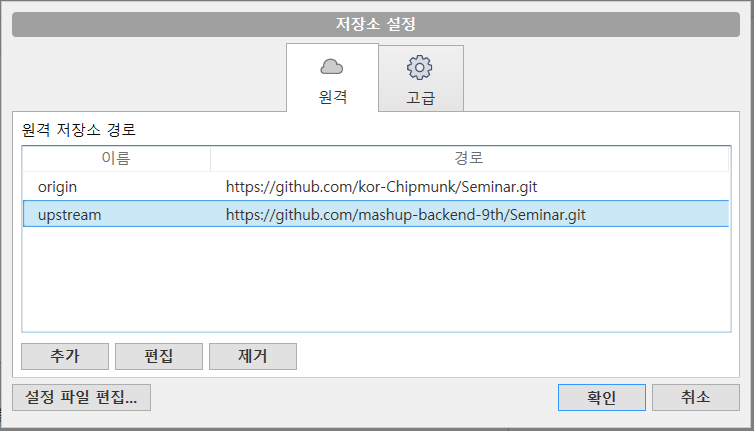 저장소 설정
원격
고급
원격 저장소 경로
이름 경로
origin https://github.com/kor-Chipmunk/Seminar.git
upstream https://github.com/mashup-backend-9th/Seminar.git
추가 편집 제거
설정 파일 편집... 확인 취소